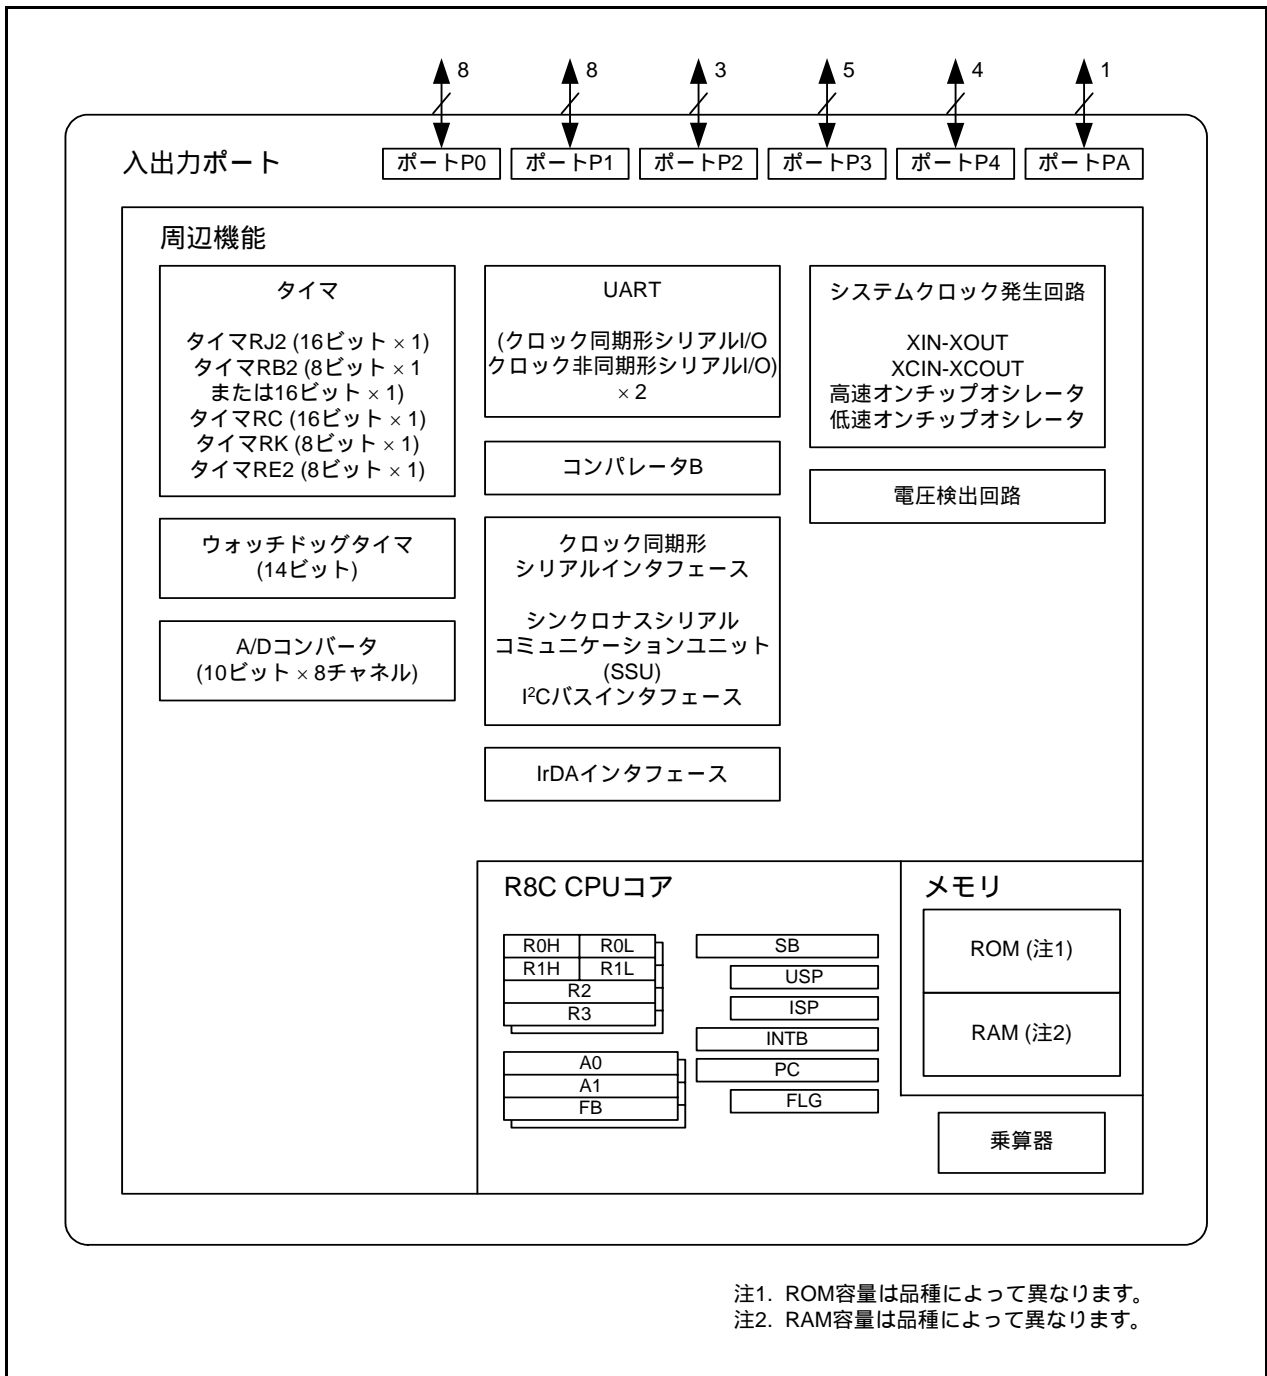 8 8 3 5 4 1
入出力ポート ポートP0 ポートP1 ポートP2 ポートP3 ポートP4 ポートPA
周辺機能
タイマ
タイマRJ2 (16ビット × 1)
タイマRB2 (8ビット × 1
または16ビット × 1)
タイマRC (16ビット × 1)
タイマRK (8ビット × 1)
タイマRE2 (8ビット × 1)
ウォッチドッグタイマ
(14ビット)
A/Dコンバータ
(10ビット × 8チャネル)
UART
(クロック同期形シリアルI/O
クロック非同期形シリアルI/O)
× 2
コンパレータB
クロック同期形
シリアルインタフェース
シンクロナスシリアル
コミュニケーションユニット
(SSU)
I²Cバスインタフェース
IrDAインタフェース
システムクロック発生回路
XIN-XOUT
XCIN-XCOUT
高速オンチップオシレータ
低速オンチップオシレータ
電圧検出回路
R8C CPUコア
R0H R0L
R1H R1L
R2
R3
A0
A1
FB
SB
USP
ISP
INTB
PC
FLG
メモリ
ROM (注1)
RAM (注2)
乗算器
注1. ROM容量は品種によって異なります。
注2. RAM容量は品種によって異なります。